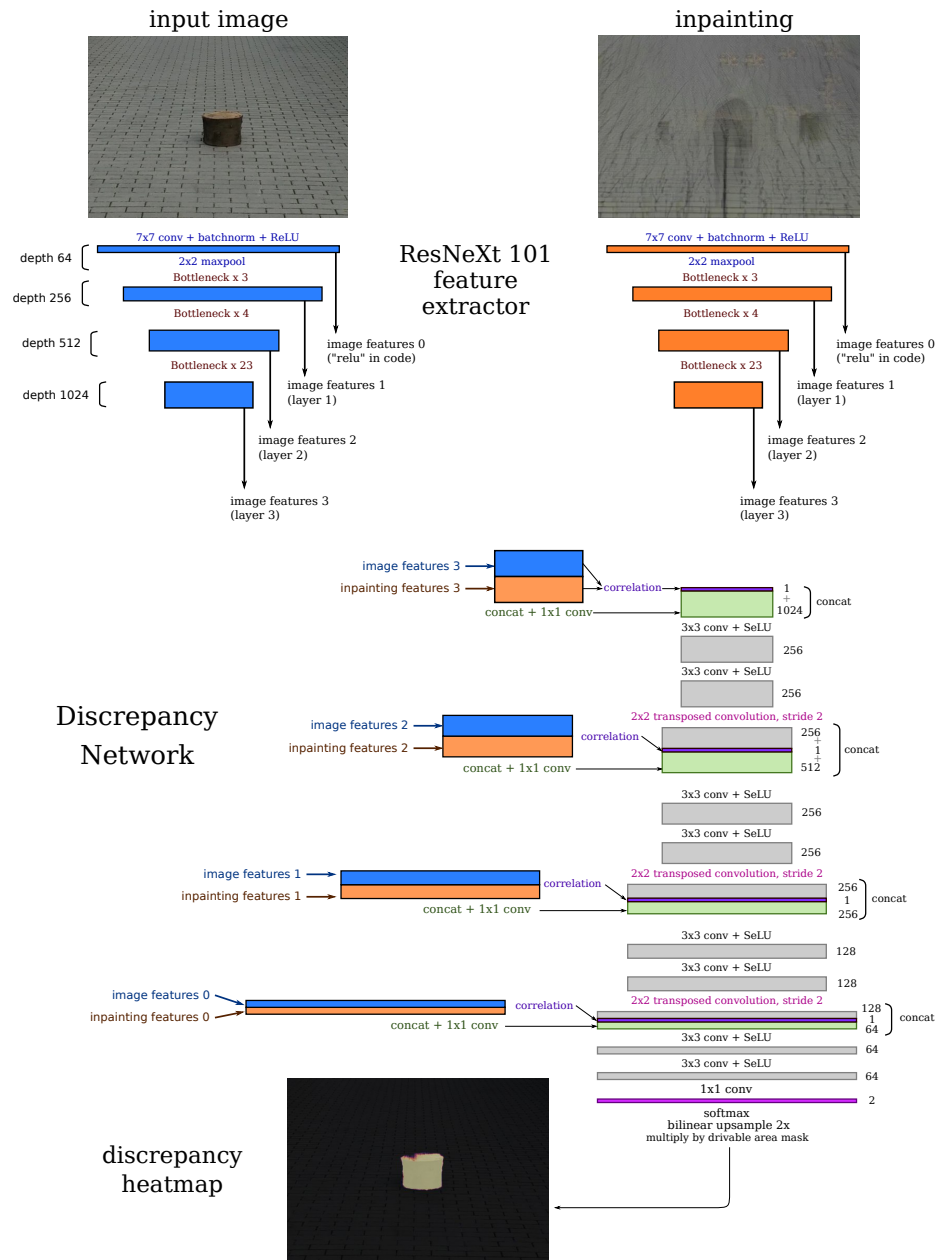 input image
inpainting
7x7 conv + batchnorm + ReLU
depth 64
2x2 maxpool
Bottleneck x 3
depth 256
Bottleneck x 4
depth 512
Bottleneck x 23
depth 1024
image features 0
("relu" in code)
image features 1
(layer 1)
image features 2
(layer 2)
image features 3
(layer 3)
ResNeXt 101
feature
extractor
7x7 conv + batchnorm + ReLU
2x2 maxpool
Bottleneck x 3
Bottleneck x 4
Bottleneck x 23
image features 0
("relu" in code)
image features 1
(layer 1)
image features 2
(layer 2)
image features 3
(layer 3)
Discrepancy
Network
image features 3
inpainting features 3
correlation
concat + 1x1 conv
1
+
1024
concat
3x3 conv + SeLU
256
3x3 conv + SeLU
256
2x2 transposed convolution, stride 2
image features 2
inpainting features 2
correlation
concat + 1x1 conv
256
+
1
+
512
concat
3x3 conv + SeLU
256
3x3 conv + SeLU
256
2x2 transposed convolution, stride 2
image features 1
inpainting features 1
correlation
concat + 1x1 conv
256
1
256
concat
3x3 conv + SeLU
128
3x3 conv + SeLU
128
2x2 transposed convolution, stride 2
image features 0
inpainting features 0
correlation
concat + 1x1 conv
128
1
64
concat
3x3 conv + SeLU
64
3x3 conv + SeLU
64
1x1 conv
2
softmax
bilinear upsample 2x
multiply by drivable area mask
discrepancy
heatmap